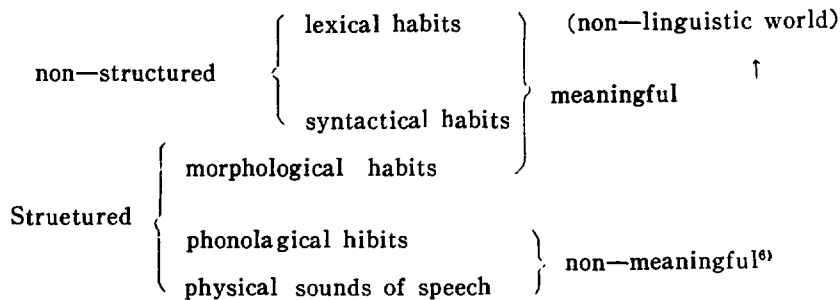 lexical habits (non—linguistic world)
non—structured ↑
meaningful
syntactical habits
morphological habits
Struetured
phonolagical hibits
non—meaningful⁶⁾
physical sounds of speech